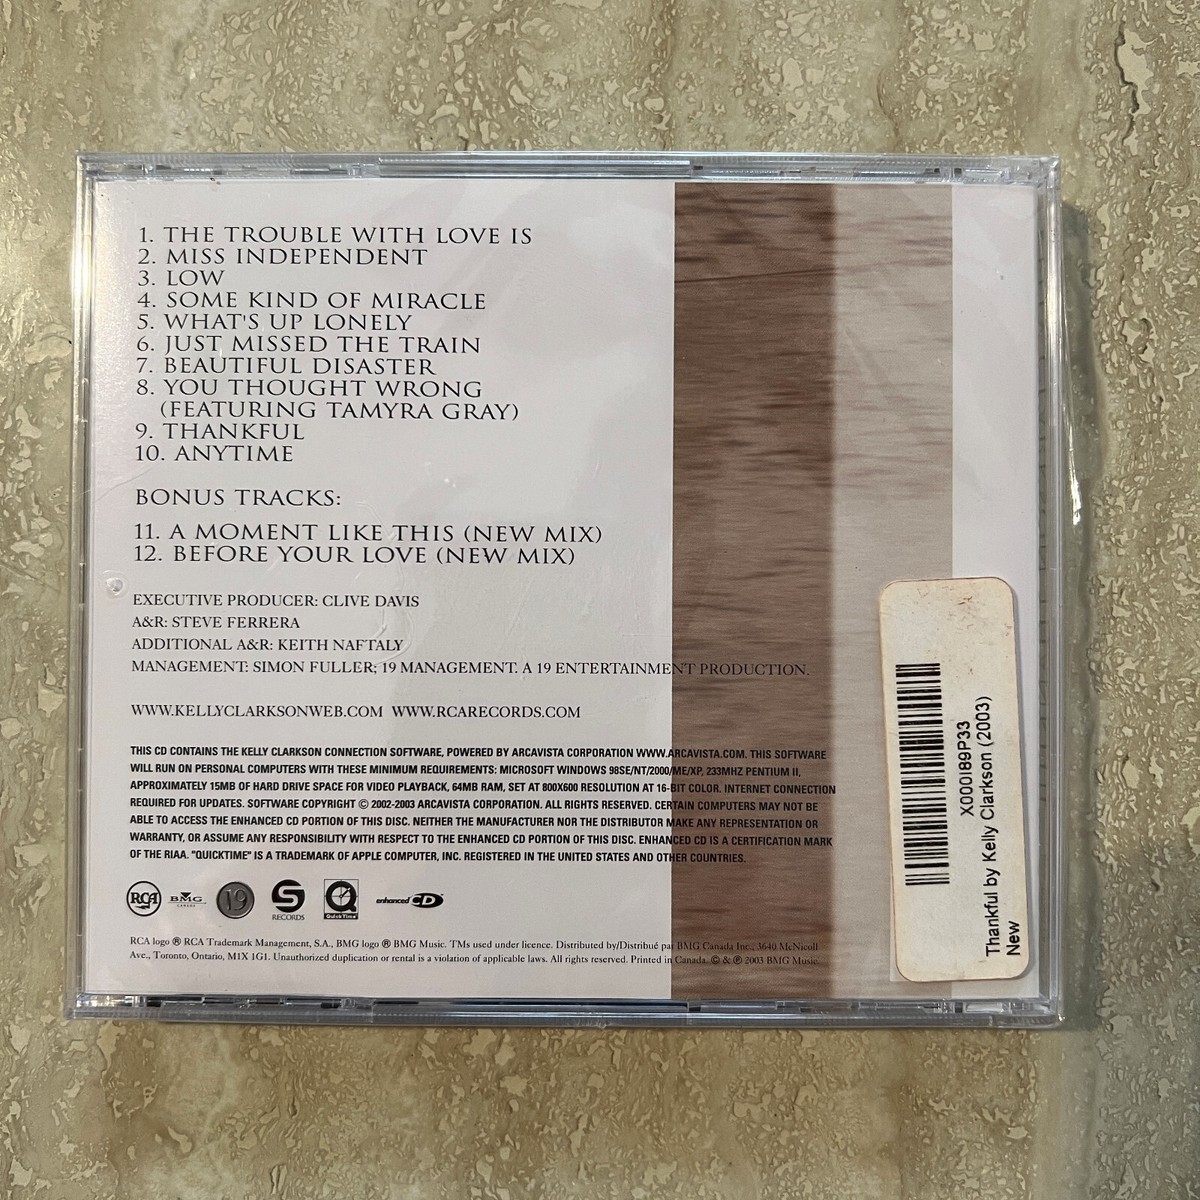 1. THE TROUBLE WITH LOVE IS
2. MISS INDEPENDENT
3. LOW
4. SOME KIND OF MIRACLE
5. WHAT'S UP LONELY
6. JUST MISSED THE TRAIN
7. BEAUTIFUL DISASTER
8. YOU THOUGHT WRONG
(FEATURING TAMYRA GRAY)
9. THANKFUL
10. ANYTIME
BONUS TRACKS:
11. A MOMENT LIKE THIS (NEW MIX)
12. BEFORE YOUR LOVE (NEW MIX)
EXECUTIVE PRODUCER: CLIVE DAVIS
A&R: STEVE FERRERA
ADDITIONAL A&R: KEITH NAFTALY
MANAGEMENT: SIMON FULLER; 19 MANAGEMENT. A 19 ENTERTAINMENT PRODUCTION.
WWW.KELLYCLARKSONWEB.COM WWW.RCARECORDS.COM
THIS CD CONTAINS THE KELLY CLARKSON CONNECTION SOFTWARE, POWERED BY ARCAVISTA CORPORATION WWW.ARCAVISTA.COM. THIS SOFTWARE
WILL RUN ON PERSONAL COMPUTERS WITH THESE MINIMUM REQUIREMENTS: MICROSOFT WINDOWS 98SE/NT/2000/ME/XP, 233MHZ PENTIUM II,
APPROXIMATELY 15MB OF HARD DRIVE SPACE FOR VIDEO PLAYBACK, 64MB RAM, SET AT 800X600 RESOLUTION AT 16-BIT COLOR. INTERNET CONNECTION
REQUIRED FOR UPDATES. SOFTWARE COPYRIGHT © 2002-2003 ARCAVISTA CORPORATION. ALL RIGHTS RESERVED. CERTAIN COMPUTERS MAY NOT BE
ABLE TO ACCESS THE ENHANCED CD PORTION OF THIS DISC. NEITHER THE MANUFACTURER NOR THE DISTRIBUTOR MAKE ANY REPRESENTATION OR
WARRANTY, OR ASSUME ANY RESPONSIBILITY WITH RESPECT TO THE ENHANCED CD PORTION OF THIS DISC. ENHANCED CD IS A CERTIFICATION MARK
OF THE RIAA. "QUICKTIME" IS A TRADEMARK OF APPLE COMPUTER, INC. REGISTERED IN THE UNITED STATES AND OTHER COUNTRIES.
RCA BMG CANADA 19 S RECORDS QuickTime enhanced CD
RCA logo ® RCA Trademark Management, S.A., BMG logo ® BMG Music. TMs used under licence. Distributed by/Distribué par BMG Canada Inc., 3640 McNicoll
Ave., Toronto, Ontario, M1X 1G1. Unauthorized duplication or rental is a violation of applicable laws. All rights reserved. Printed in Canada. © & ℗ 2003 BMG Music.
X000I89P33
Thankful by Kelly Clarkson (2003)
New